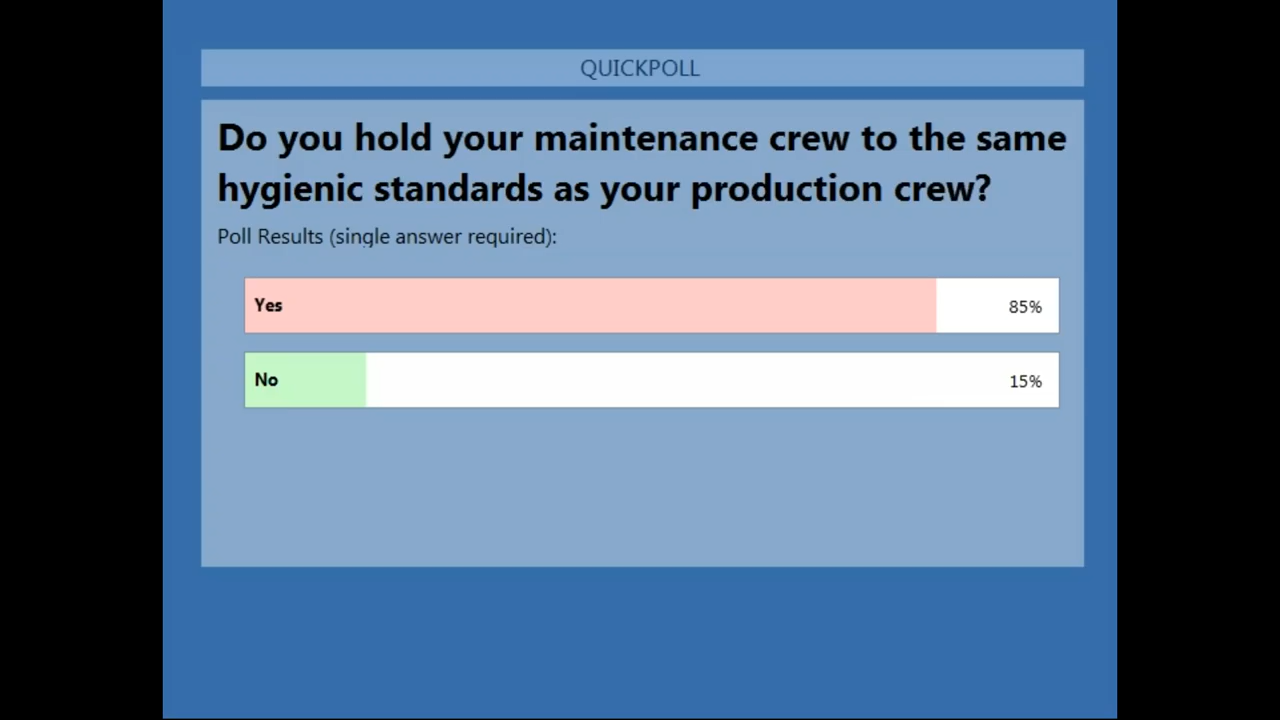 QUICKPOLL
Do you hold your maintenance crew to the same
hygienic standards as your production crew?
Poll Results (single answer required):
Yes 85%
No 15%